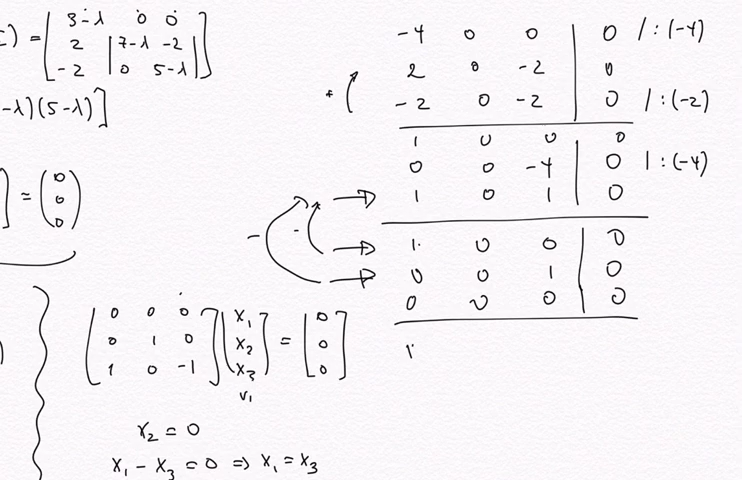 ) = [ 3-λ 0 0
2 7-λ -2
-2 0 5-λ ]
-λ)(5-λ)]
] = ( 0
0
0 )
[ 0 0 0
0 1 0
1 0 -1 ] [ x₁
x₂
x₃ ] = [ 0
0
0 ]
v₁
x₂ = 0
x₁ - x₃ = 0 ⇒ x₁ = x₃
-4 0 0 | 0 /:(-4)
2 0 -2 | 0
+ -2 0 -2 | 0 /:(-2)
1 0 0 0
0 0 -4 | 0 |:(-4)
1 0 1 | 0
- - 1 0 0 | 0
0 0 1 | 0
0 0 0 | 0